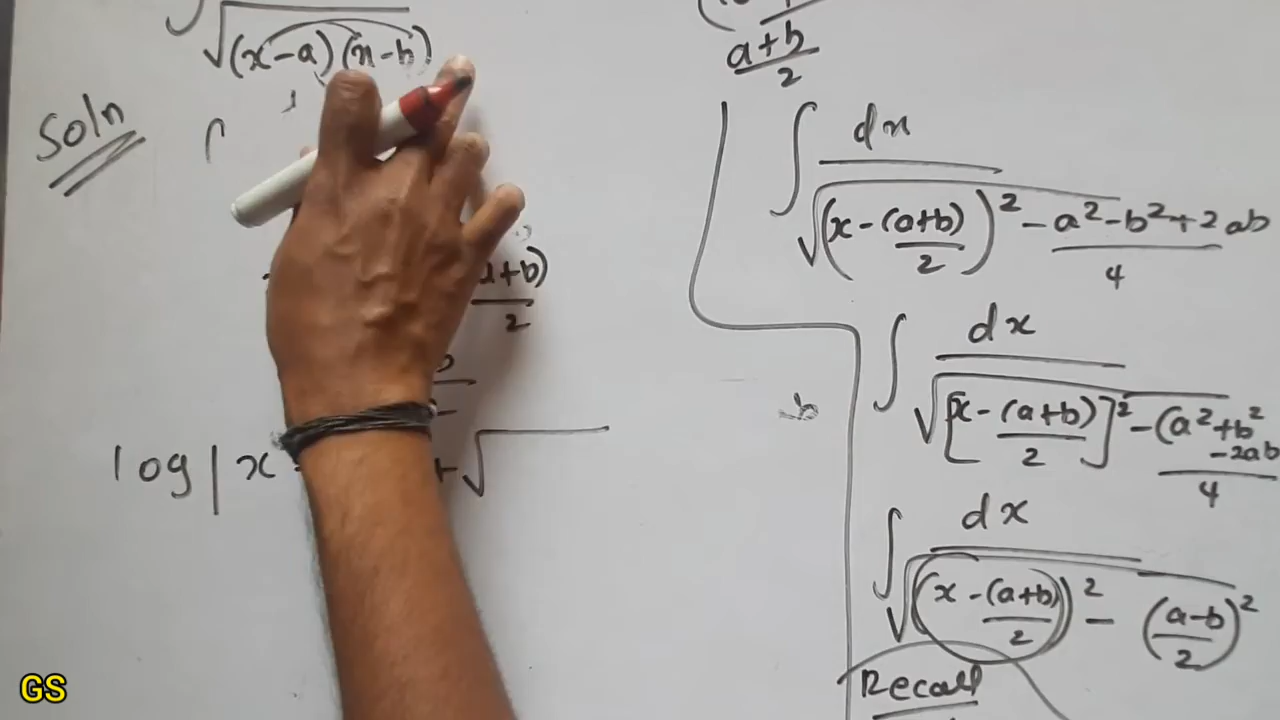 ∫
√(x-a)(x-b)
Soln
(a+b)
2
log|x + √
a+b
2
∫ dx
√(x-(a+b)/2)² - a²-b²+2ab
4
∫ dx
√[x-(a+b)/2]² - (a²+b²
-2ab
4
∫ dx
√(x-(a+b)/2)² - (a-b/2)²
b
Recall
GS